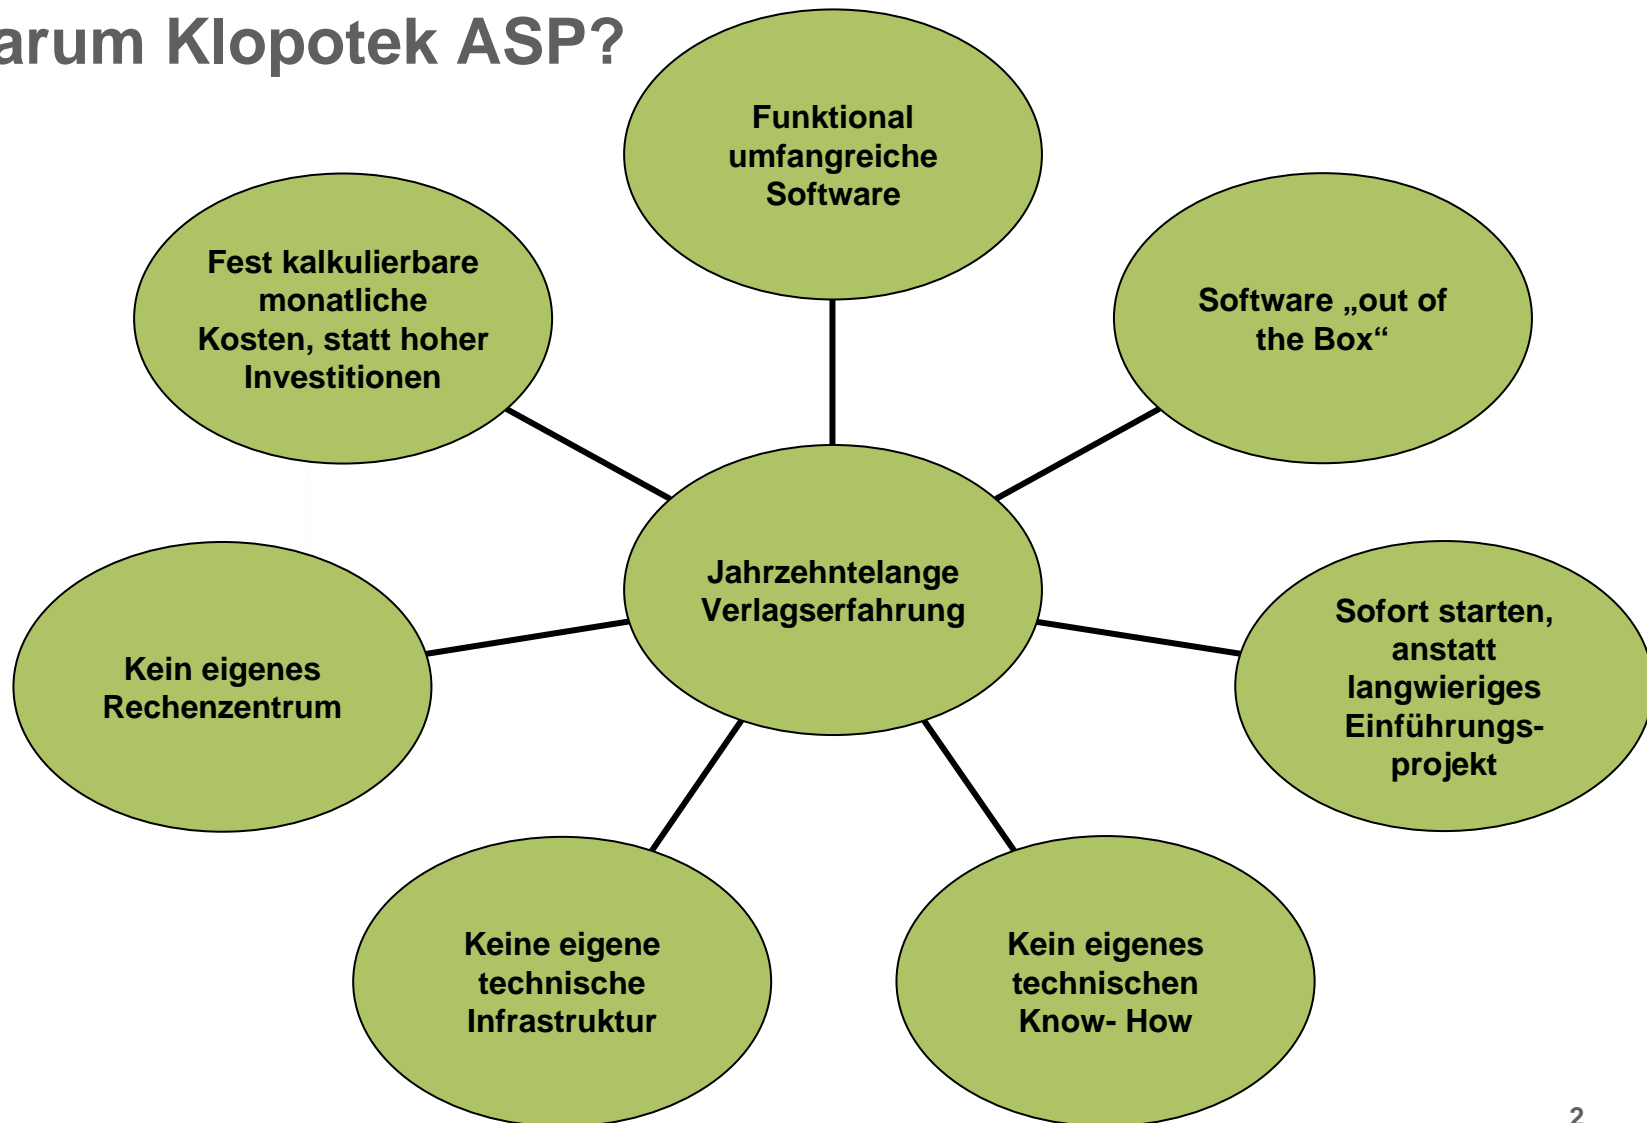 arum Klopotek ASP?
Funktional
umfangreiche
Software
Fest kalkulierbare
monatliche
Kosten, statt hoher
Investitionen
Software „out of
the Box“
Jahrzehntelange
Verlagserfahrung
Kein eigenes
Rechenzentrum
Sofort starten,
anstatt
langwieriges
Einführungs-
projekt
Keine eigene
technische
Infrastruktur
Kein eigenes
technischen
Know- How
2